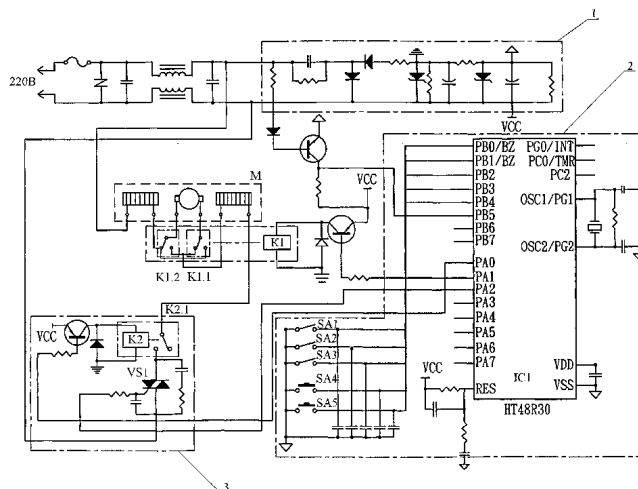 1
2
220B
VCC
PB0/BZ PG0/INT
PB1/BZ PC0/TMR
PB2 PC2
PB3
PB4 OSC1/PG1
PB5
PB6
PB7 OSC2/PG2
M
VCC
K1
K1.2 K1.1
PA0
PA1
PA2
PA3
PA4
PA5
PA6
PA7
VDD
VSS
RES
IC1
HT48R30
K2.1
VCC
K2
VS1
SA1
SA2
SA3
SA4
SA5
VCC
3